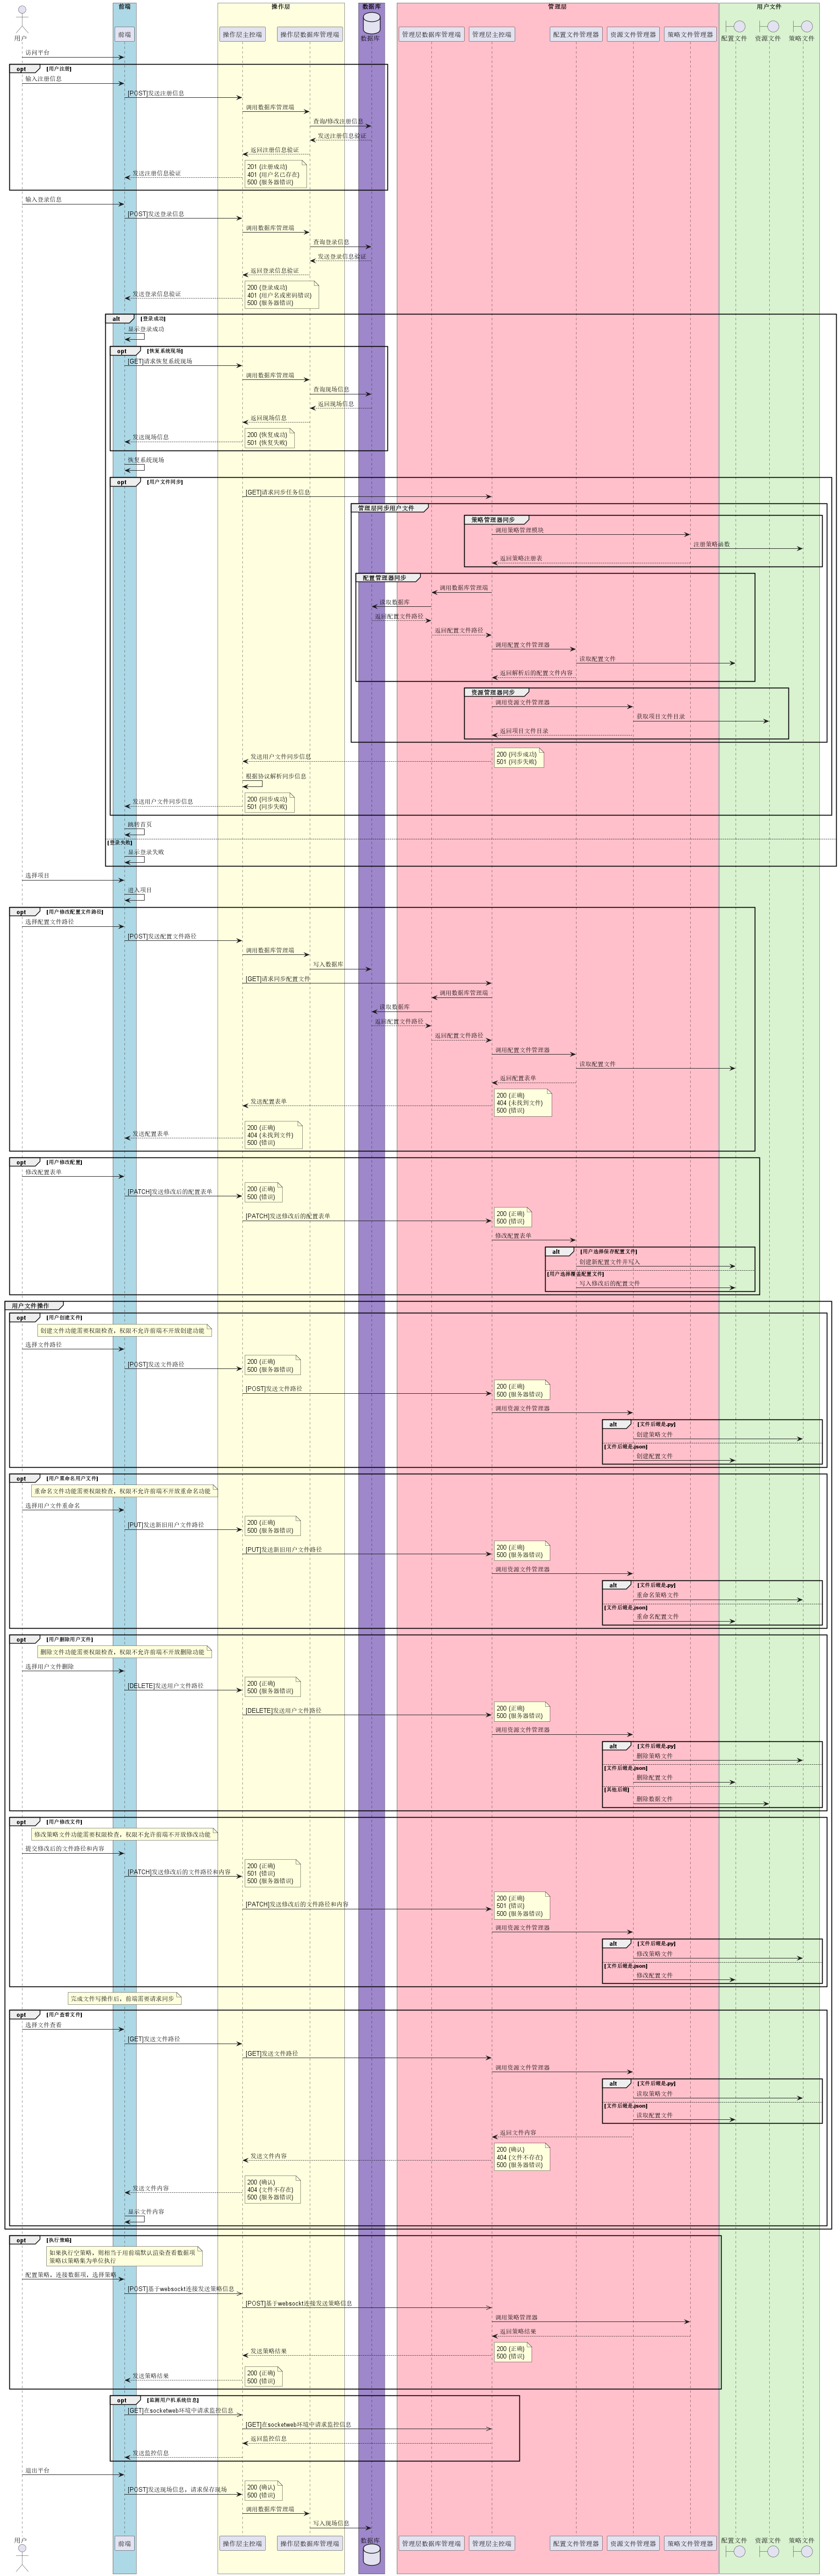 前端
操作层
数据库
管理层
用户文件
用户
前端
操作层主控端
操作层数据库管理端
数据库
管理层数据库管理端
管理层主控端
配置文件管理器
资源文件管理器
策略文件管理器
配置文件
资源文件
策略文件
访问平台
opt [用户注册]
输入注册信息
[POST]发送注册信息
调用数据库管理端
查询/修改注册信息
发送注册信息验证
返回注册信息验证
发送注册信息验证
201 (注册成功)
401 (用户名已存在)
500 (服务器错误)
输入登录信息
[POST]发送登录信息
调用数据库管理端
查询登录信息
发送登录信息验证
返回登录信息验证
发送登录信息验证
200 (登录成功)
401 (用户名或密码错误)
500 (服务器错误)
alt [登录成功]
显示登录成功
opt [恢复系统现场]
[GET]请求恢复系统现场
调用数据库管理端
查询现场信息
返回现场信息
返回现场信息
发送现场信息
200 (恢复成功)
501 (恢复失败)
恢复系统现场
opt [用户文件同步]
[GET]请求同步任务信息
管理层同步用户文件
策略管理器同步
调用策略管理模块
注册策略函数
返回策略注册表
配置管理器同步
调用数据库管理端
读取数据库
返回配置文件路径
返回配置文件路径
调用配置文件管理器
读取配置文件
返回解析后的配置文件内容
资源管理器同步
调用资源文件管理器
获取项目文件目录
返回项目文件目录
发送用户文件同步信息
200 (同步成功)
501 (同步失败)
根据协议解析同步信息
发送用户文件同步信息
200 (同步成功)
501 (同步失败)
跳转首页
[登录失败]
显示登录失败
选择项目
进入项目
opt [用户修改配置文件路径]
选择配置文件路径
[POST]发送配置文件路径
调用数据库管理端
写入数据库
[GET]请求同步配置文件
调用数据库管理端
读取数据库
返回配置文件路径
返回配置文件路径
调用配置文件管理器
读取配置文件
返回配置表单
发送配置表单
200 (正确)
404 (未找到文件)
500 (错误)
发送配置表单
200 (正确)
404 (未找到文件)
500 (错误)
opt [用户修改配置]
修改配置表单
[PATCH]发送修改后的配置表单
200 (正确)
500 (错误)
[PATCH]发送修改后的配置表单
200 (正确)
500 (错误)
修改配置表单
alt [用户选择保存配置文件]
创建新配置文件并写入
[用户选择覆盖配置文件]
写入修改后的配置文件
用户文件操作
opt [用户创建文件]
创建文件功能需要权限检查，权限不允许前端不开放创建功能
选择文件路径
[POST]发送文件路径
200 (正确)
500 (服务器错误)
[POST]发送文件路径
200 (正确)
500 (服务器错误)
调用资源文件管理器
alt [文件后缀是.py]
创建策略文件
[文件后缀是.json]
创建配置文件
opt [用户重命名用户文件]
重命名文件功能需要权限检查，权限不允许前端不开放重命名功能
选择用户文件重命名
[PUT]发送新旧用户文件路径
200 (正确)
500 (服务器错误)
[PUT]发送新旧用户文件路径
200 (正确)
500 (服务器错误)
调用资源文件管理器
alt [文件后缀是.py]
重命名策略文件
[文件后缀是.json]
重命名配置文件
opt [用户删除用户文件]
删除文件功能需要权限检查，权限不允许前端不开放删除功能
选择用户文件删除
[DELETE]发送用户文件路径
200 (正确)
500 (服务器错误)
[DELETE]发送用户文件路径
200 (正确)
500 (服务器错误)
调用资源文件管理器
alt [文件后缀是.py]
删除策略文件
[文件后缀是.json]
删除配置文件
[其他后缀]
删除数据文件
opt [用户修改文件]
修改策略文件功能需要权限检查，权限不允许前端不开放修改功能
提交修改后的文件路径和内容
[PATCH]发送修改后的文件路径和内容
200 (正确)
501 (错误)
500 (服务器错误)
[PATCH]发送修改后的文件路径和内容
200 (正确)
501 (错误)
500 (服务器错误)
调用资源文件管理器
alt [文件后缀是.py]
修改策略文件
[文件后缀是.json]
修改配置文件
完成文件写操作后，前端需要请求同步
opt [用户查看文件]
选择文件查看
[GET]发送文件路径
[GET]发送文件路径
调用资源文件管理器
alt [文件后缀是.py]
读取策略文件
[文件后缀是.json]
读取配置文件
返回文件内容
发送文件内容
200 (确认)
404 (文件不存在)
500 (服务器错误)
发送文件内容
200 (确认)
404 (文件不存在)
500 (服务器错误)
显示文件内容
opt [执行策略]
如果执行空策略，则相当于用前端默认渲染查看数据项
策略以策略集为单位执行
配置策略，连接数据项，选择策略
[POST]基于websockt连接发送策略信息
[POST]基于websockt连接发送策略信息
调用策略管理器
返回策略结果
发送策略结果
200 (正确)
500 (错误)
发送策略结果
200 (正确)
500 (错误)
opt [监测用户机系统信息]
[GET]在socketweb环境中请求监控信息
[GET]在socketweb环境中请求监控信息
返回监控信息
发送监控信息
退出平台
[POST]发送现场信息，请求保存现场
200 (确认)
500 (错误)
调用数据库管理端
写入现场信息
用户
前端
操作层主控端
操作层数据库管理端
数据库
管理层数据库管理端
管理层主控端
配置文件管理器
资源文件管理器
策略文件管理器
配置文件
资源文件
策略文件